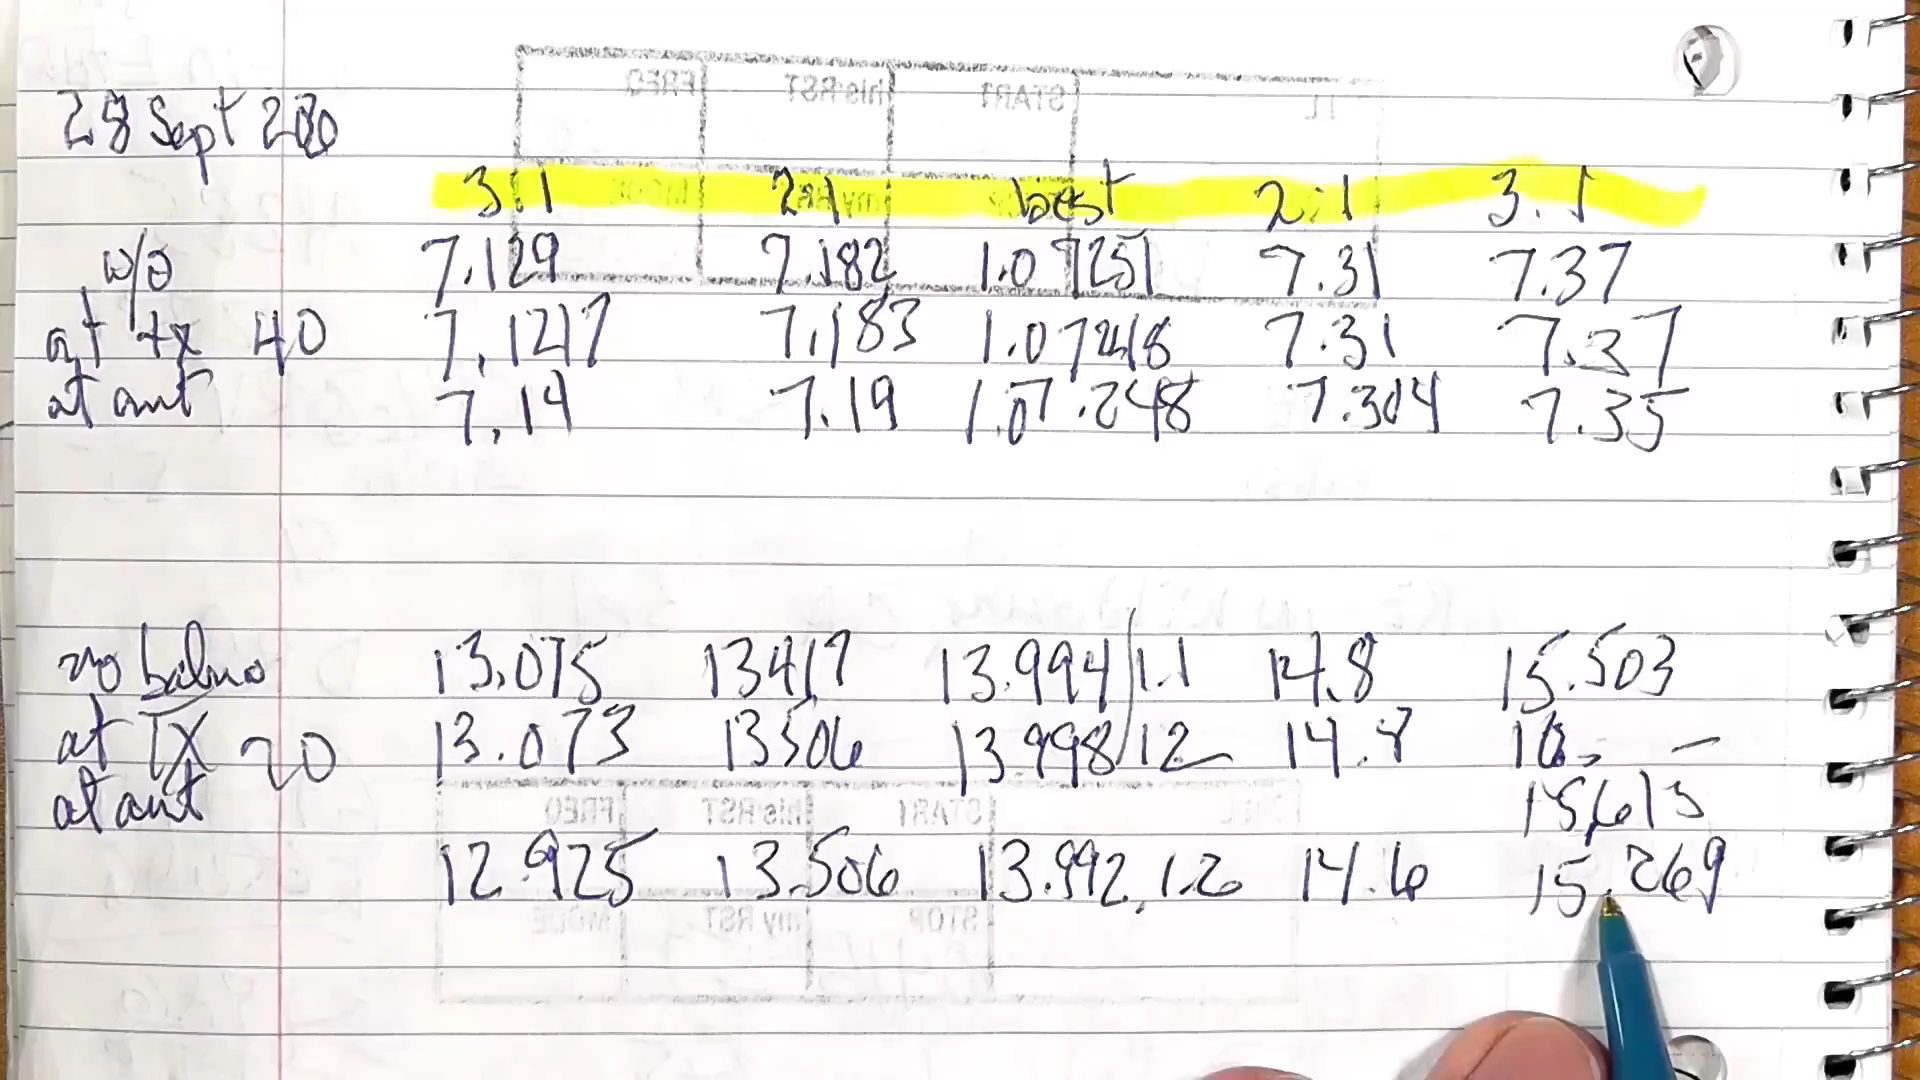 28 Sept 20
3:1 2:1 best 2:1 3:1
w/o 7.129 7.182 1.07251 7.31 7.37
at tx 40 7.1217 7.183 1.07248 7.31 7.37
at ant 7.14 7.19 1.07.248 7.304 7.35
no balun 13.075 13417 13.994/1.1 14.8 15.503
at TX 20 13.073 13506 13.998/12 14.8 16. —
at ant 15,613
12.925 13.506 13.992, 1.2 14.6 15.269